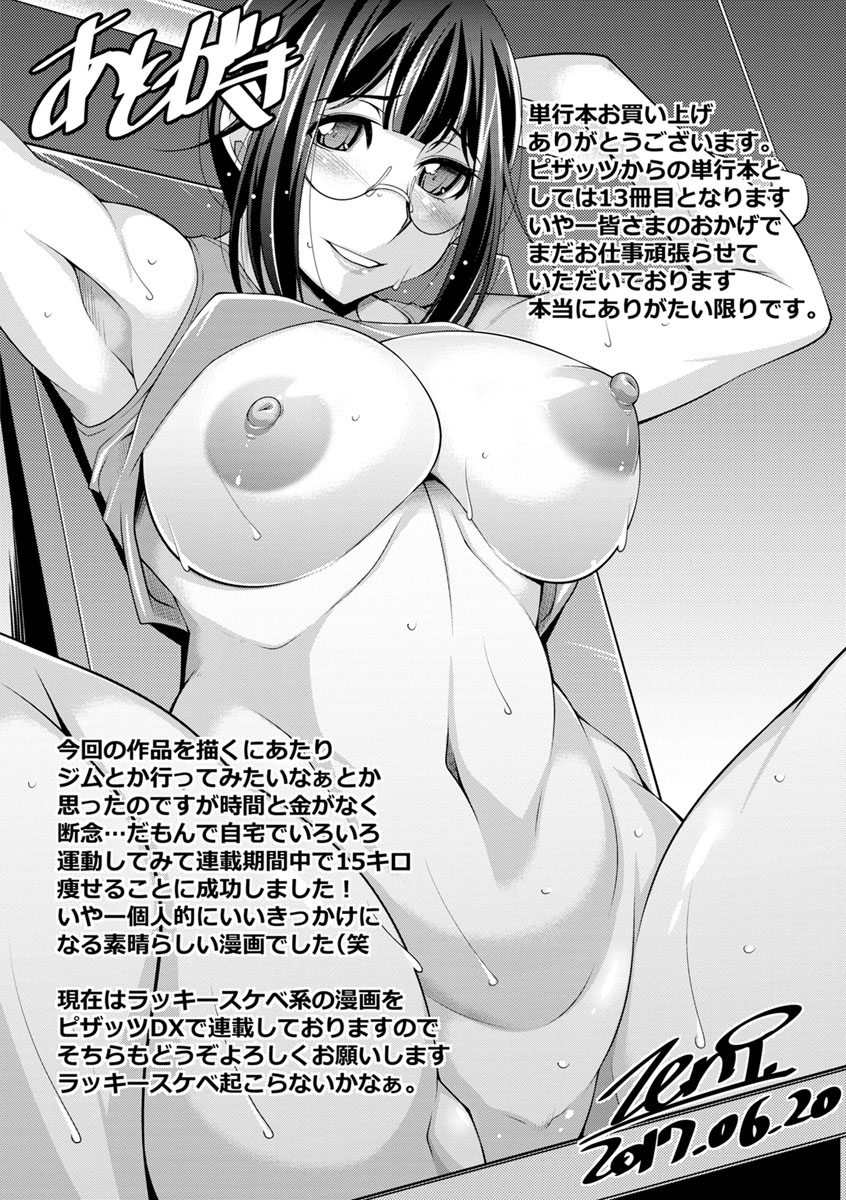 あとがき
単行本お買い上げ
ありがとうございます。
ピザッツからの単行本と
しては13冊目となります
いやー皆さまのおかげで
まだお仕事頑張らせて
いただいております
本当にありがたい限りです。
今回の作品を描くにあたり
ジムとか行ってみたいなぁとか
思ったのですが時間と金がなく
断念…だもんで自宅でいろいろ
運動してみて連載期間中で15キロ
痩せることに成功しました！
いやー個人的にいいきっかけに
なる素晴らしい漫画でした(笑
現在はラッキースケベ系の漫画を
ピザッツDXで連載しておりますので
そちらもどうぞよろしくお願いします
ラッキースケベ起こらないかなぁ。
2017.06.20